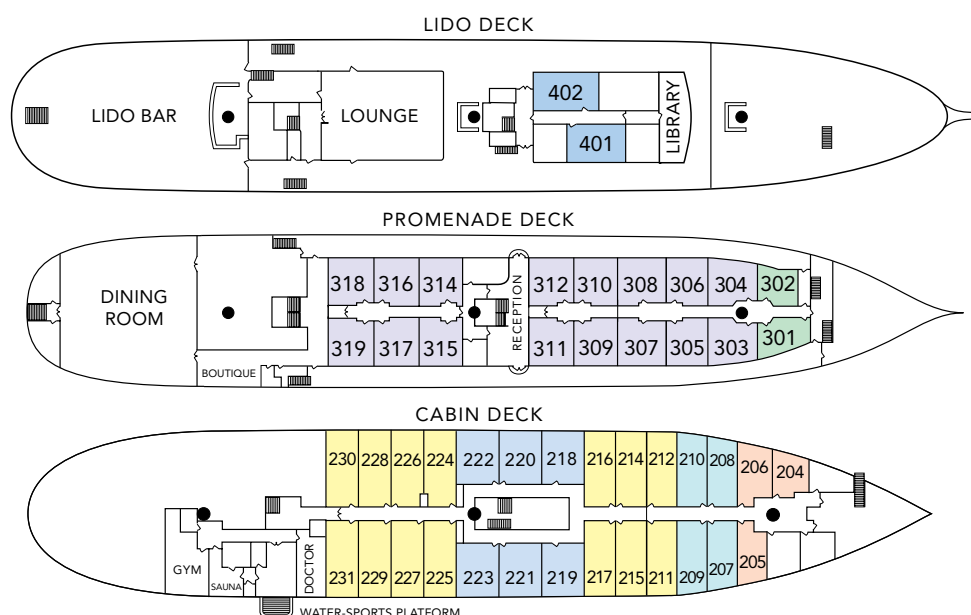 LIDO DECK
402
LIDO BAR
LOUNGE
401
LIBRARY
PROMENADE DECK
318 316 314 312 310 308 306 304 302
DINING
ROOM
RECEPTION
319 317 315 311 309 307 305 303 301
BOUTIQUE
CABIN DECK
230 228 226 224 222 220 218 216 214 212 210 208 206 204
GYM
SAUNA
DOCTOR
231 229 227 225 223 221 219 217 215 211 209 207 205
WATER-SPORTS PLATFORM